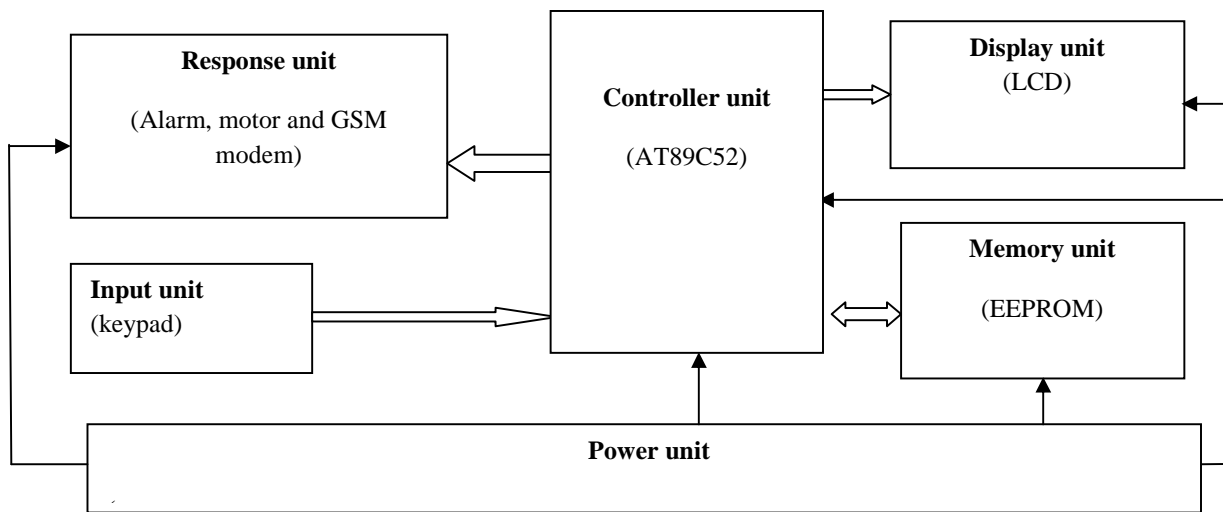 Response unit
(Alarm, motor and GSM
modem)
Controller unit
(AT89C52)
Display unit
(LCD)
Input unit
(keypad)
Memory unit
(EEPROM)
Power unit